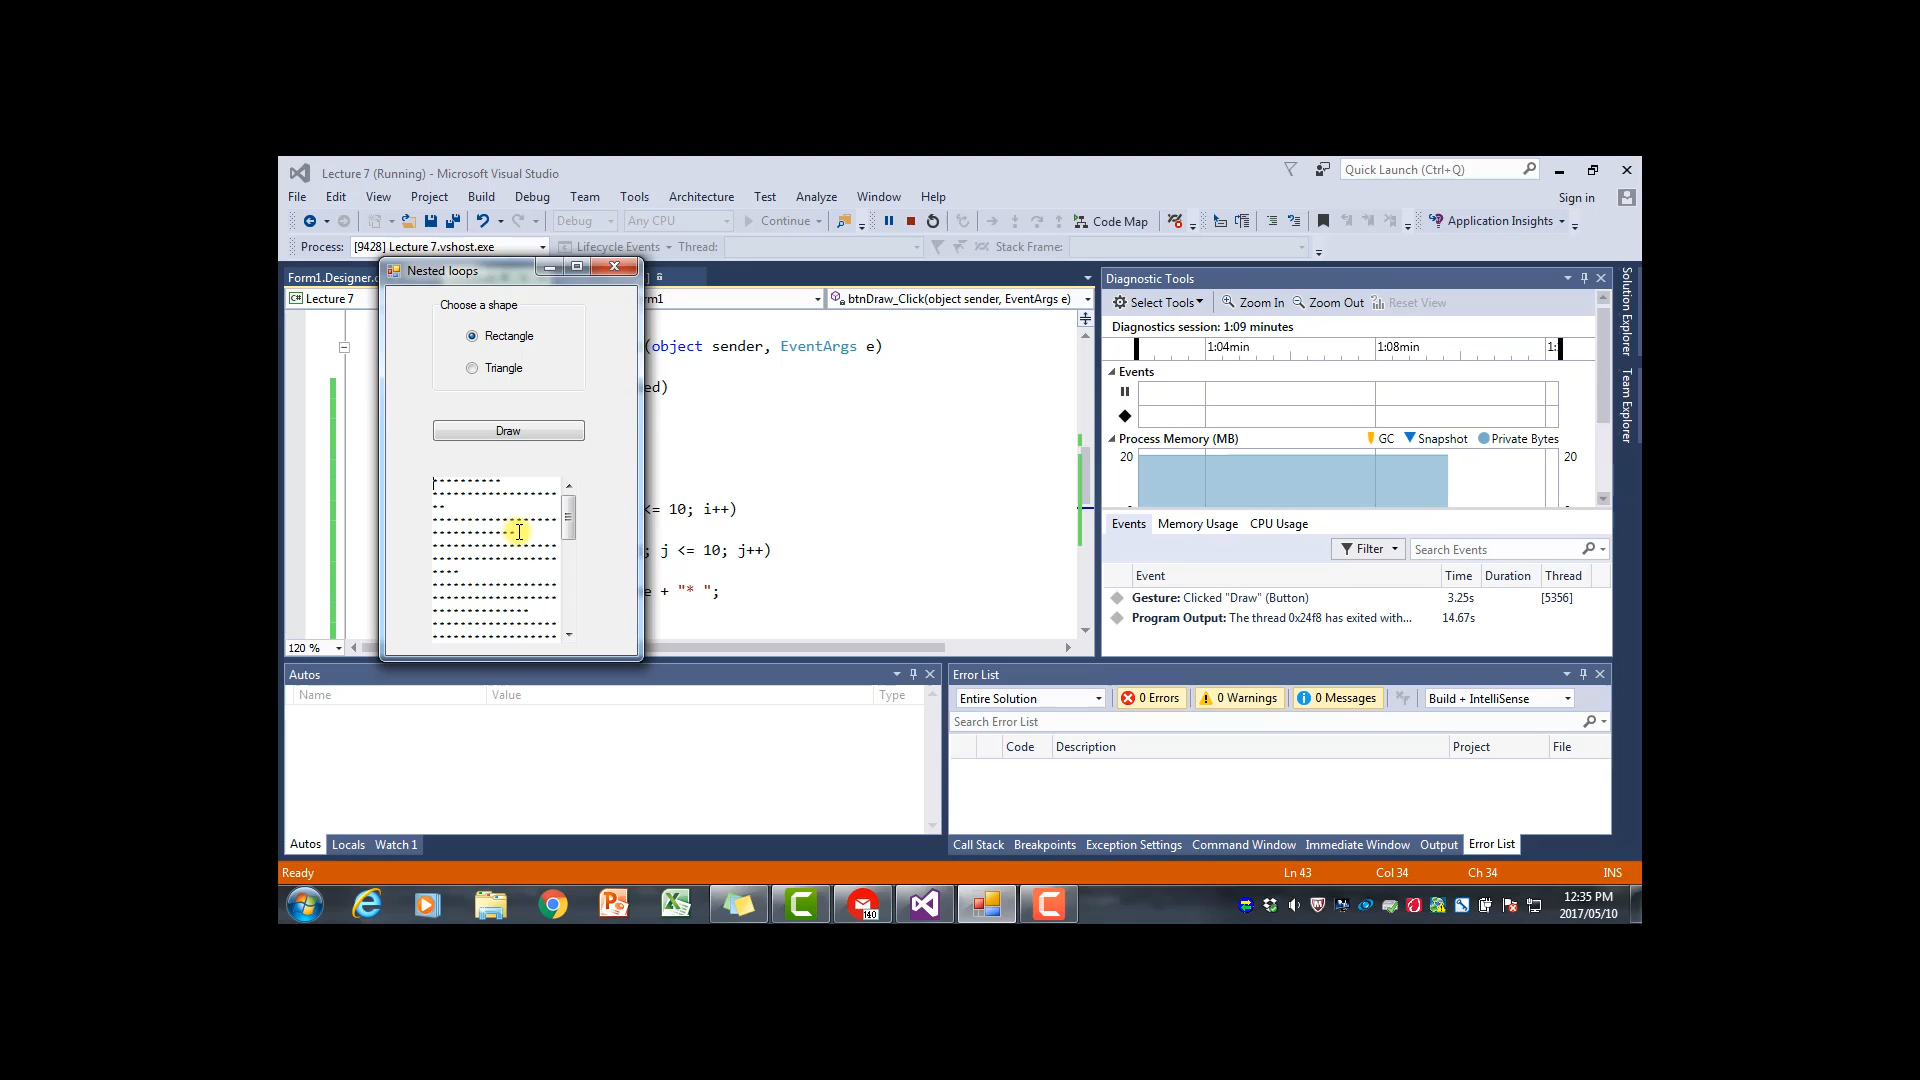 Lecture 7 (Running) - Microsoft Visual Studio
Quick Launch (Ctrl+Q)
File Edit View Project Build Debug Team Tools Architecture Test Analyze Window Help
Sign in
Debug Any CPU Continue Code Map Application Insights
Process: [9428] Lecture 7.vshost.exe Lifecycle Events Thread: Stack Frame:
Form1.Designer.
Nested loops
Lecture 7
btnDraw_Click(object sender, EventArgs e)
Choose a shape
Rectangle
Triangle
Draw
(object sender, EventArgs e)
ed)
<= 10; i++)
; j <= 10; j++)
e + "* ";
120 %
Diagnostic Tools
Select Tools Zoom In Zoom Out Reset View
Diagnostics session: 1:09 minutes
1:04min 1:08min 1:
Events
Process Memory (MB) GC Snapshot Private Bytes
20 20
Events Memory Usage CPU Usage
Filter Search Events
Event Time Duration Thread
Gesture: Clicked "Draw" (Button) 3.25s [5356]
Program Output: The thread 0x24f8 has exited with... 14.67s
Solution Explorer
Team Explorer
Autos
Name Value Type
Autos Locals Watch 1
Error List
Entire Solution 0 Errors 0 Warnings 0 Messages Build + IntelliSense
Search Error List
Code Description Project File
Call Stack Breakpoints Exception Settings Command Window Immediate Window Output Error List
Ready Ln 43 Col 34 Ch 34 INS
140
12:35 PM
2017/05/10